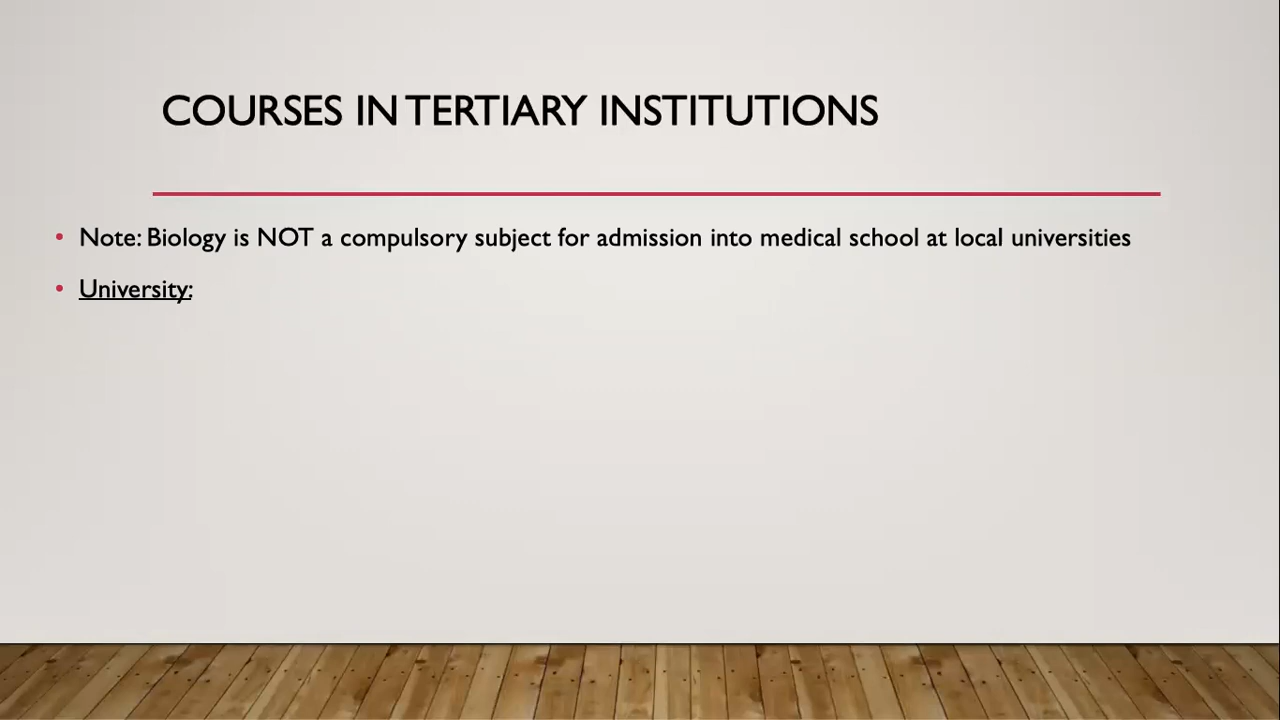 COURSES IN TERTIARY INSTITUTIONS
• Note: Biology is NOT a compulsory subject for admission into medical school at local universities
• University: